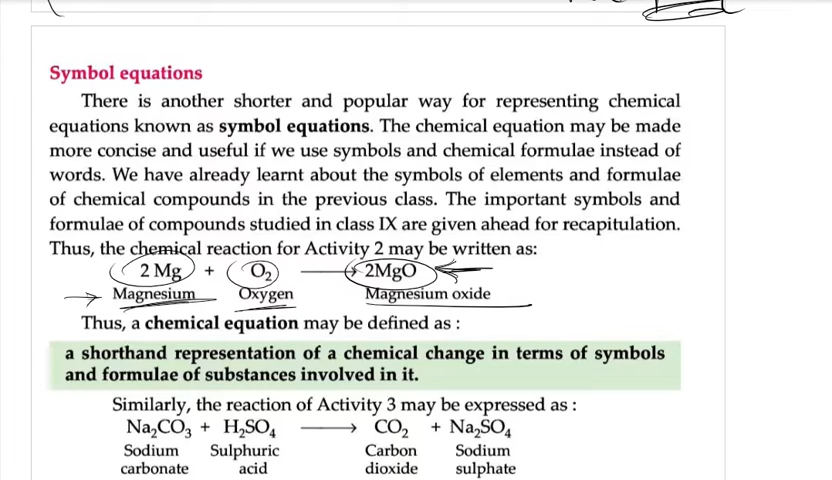 Symbol equations
There is another shorter and popular way for representing chemical
equations known as symbol equations. The chemical equation may be made
more concise and useful if we use symbols and chemical formulae instead of
words. We have already learnt about the symbols of elements and formulae
of chemical compounds in the previous class. The important symbols and
formulae of compounds studied in class IX are given ahead for recapitulation.
Thus, the chemical reaction for Activity 2 may be written as:
2 Mg + O₂ ⟶ 2MgO
Magnesium Oxygen Magnesium oxide
Thus, a chemical equation may be defined as :
a shorthand representation of a chemical change in terms of symbols
and formulae of substances involved in it.
Similarly, the reaction of Activity 3 may be expressed as :
Na₂CO₃ + H₂SO₄ ⟶ CO₂ + Na₂SO₄
Sodium Sulphuric Carbon Sodium
carbonate acid dioxide sulphate